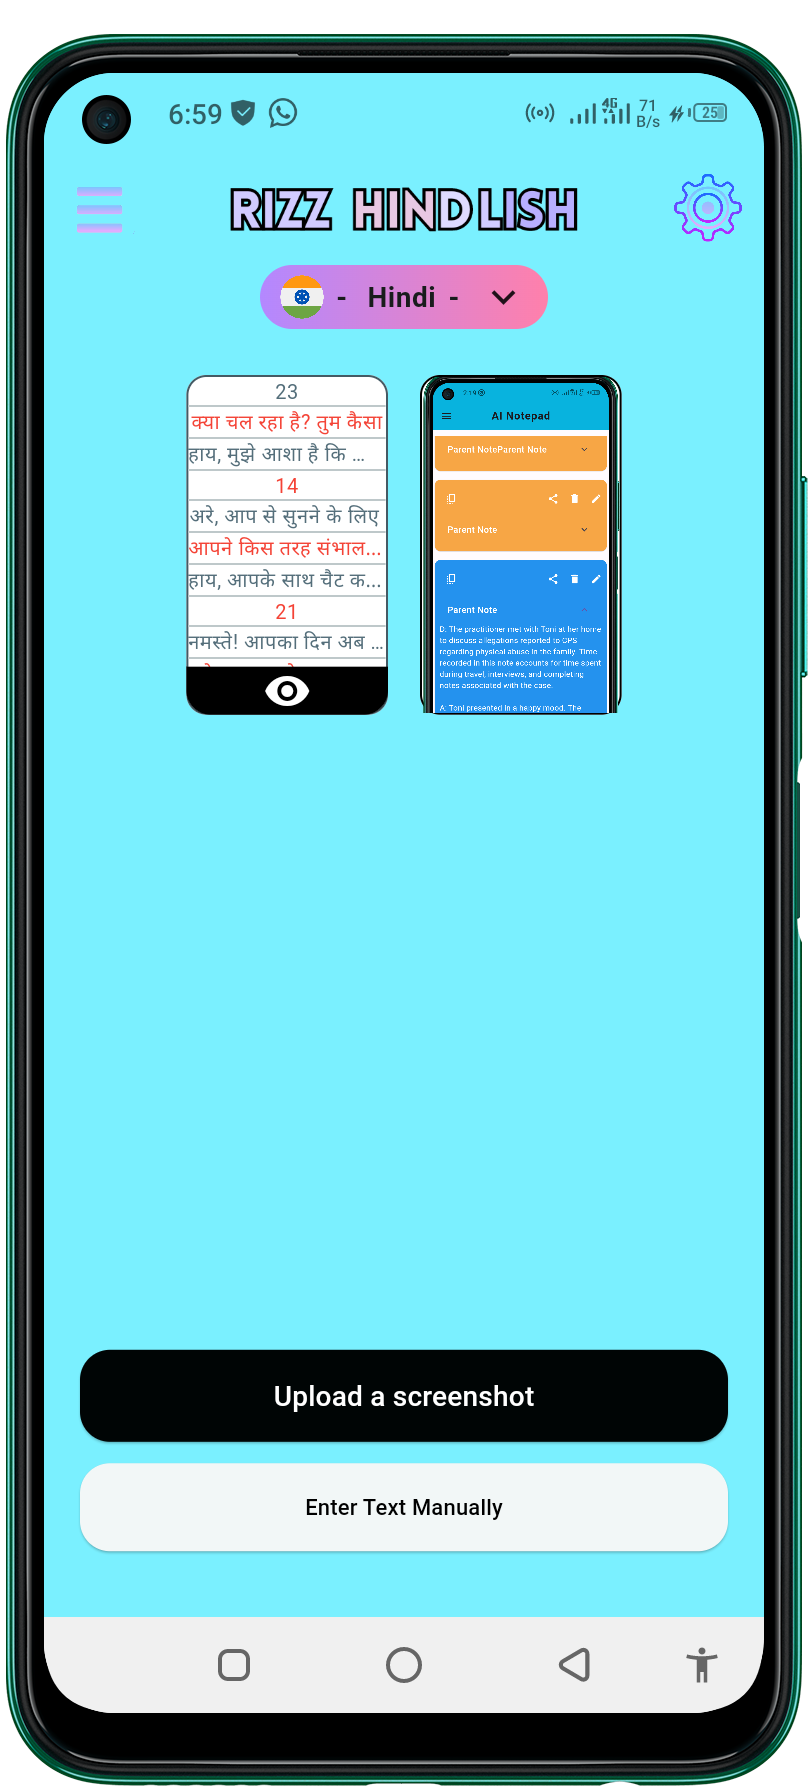 6:59
4G
71
B/s
25
RIZZ HINDLISH
- Hindi -
23
क्या चल रहा है? तुम कैसा
हाय, मुझे आशा है कि ...
14
अरे, आप से सुनने के लिए
आपने किस तरह संभाल...
हाय, आपके साथ चैट क...
21
नमस्ते! आपका दिन अब ...
7:19
AI Notepad
Parent NoteParent Note
Parent Note
Parent Note
D: The practitioner met with Toni at her home
to discuss allegations reported to CPS
regarding physical abuse in the family. Time
recorded in this note accounts for time spent
during travel, interviews, and completing
notes associated with the case.
A: Toni presented in a happy mood. The
Upload a screenshot
Enter Text Manually